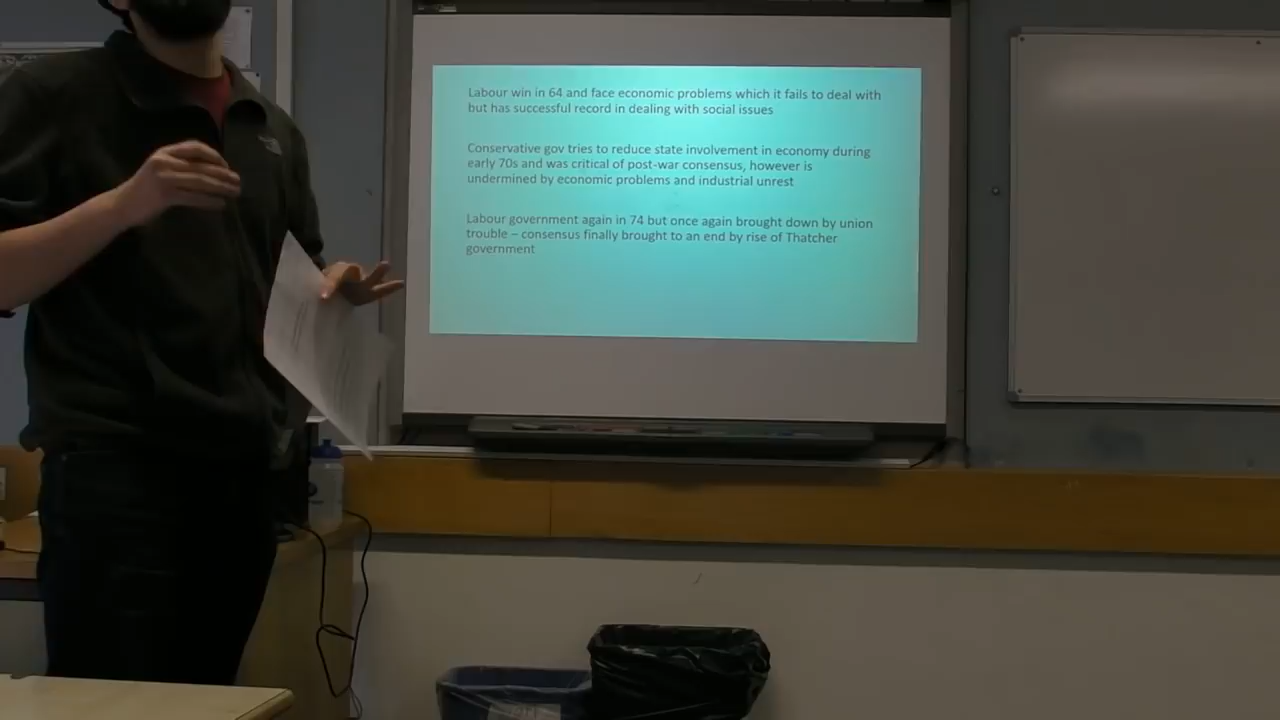 Labour win in 64 and face economic problems which it fails to deal with
but has successful record in dealing with social issues
Conservative gov tries to reduce state involvement in economy during
early 70s and was critical of post-war consensus, however is
undermined by economic problems and industrial unrest
Labour government again in 74 but once again brought down by union
trouble – consensus finally brought to an end by rise of Thatcher
government